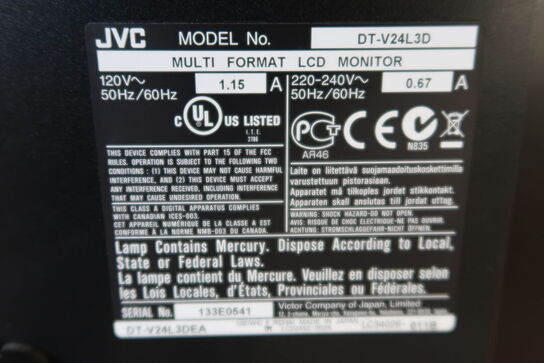 JVC MODEL No. DT-V24L3D
MULTI FORMAT LCD MONITOR
120V~ 1.15 A 220-240V~ 0.67 A
50Hz/60Hz 50Hz/60Hz
C UL US LISTED
I.T.E.
PCT CE
AR46 N835
THIS DEVICE COMPLIES WITH PART 15 OF THE FCC
RULES. OPERATION IS SUBJECT TO THE FOLLOWING TWO
CONDITIONS: (1) THIS DEVICE MAY NOT CAUSE HARMFUL
INTERFERENCE, AND (2) THIS DEVICE MUST ACCEPT
ANY INTERFERENCE RECEIVED, INCLUDING INTERFERENCE
THAT MAY CAUSE UNDESIRED OPERATION.
THIS CLASS A DIGITAL APPARATUS COMPLIES
WITH CANADIAN ICES-003.
CET APPAREIL NUMERIQUE DE LA CLASSE A EST
CONFORME A LA NORME NMB-003 DU CANADA.
Laite on liitettävä suojamaadoituskoskettimilla
varustettuun pistorasiaan.
Apparatet må tilkoples jordet stikkontakt.
Apparaten skall anslutas till jordat uttag.
WARNING: SHOCK HAZARD-DO NOT OPEN.
AVIS: RISQUE DE CHOC ELECTRIQUE-NE PAS OUVRIR.
ACHTUNG: STROMSCHLAGGEFAHR-NICHT ÖFFNEN.
Lamp Contains Mercury. Dispose According to Local,
State or Federal Laws.
La lampe contient du Mercure. Veuillez en disposer selon
les Lois Locales, d'États, Provinciales ou Fédérales.
SERIAL No. 133E0541 Victor Company of Japan, Limited
DT-V24L3DEA